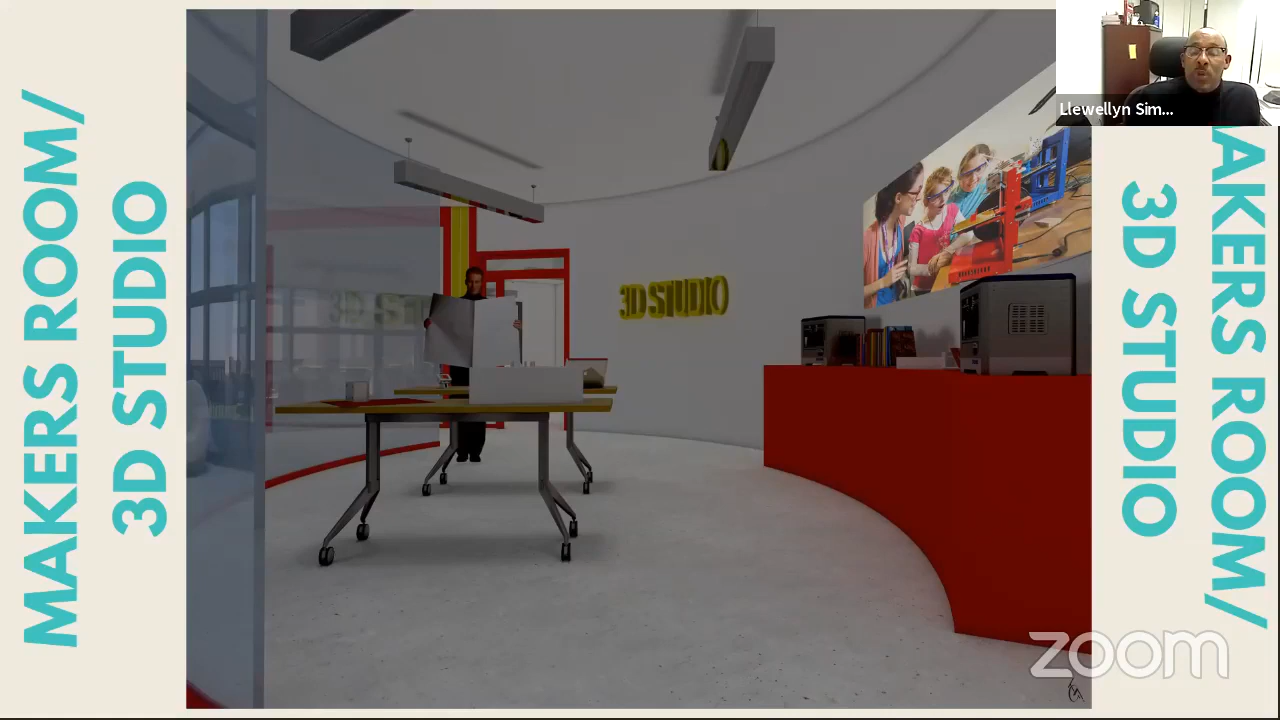 MAKERS ROOM/
3D STUDIO
3D STUDIO
Llewellyn Sim...
3D STUDIO
AKERS ROOM/
zoom